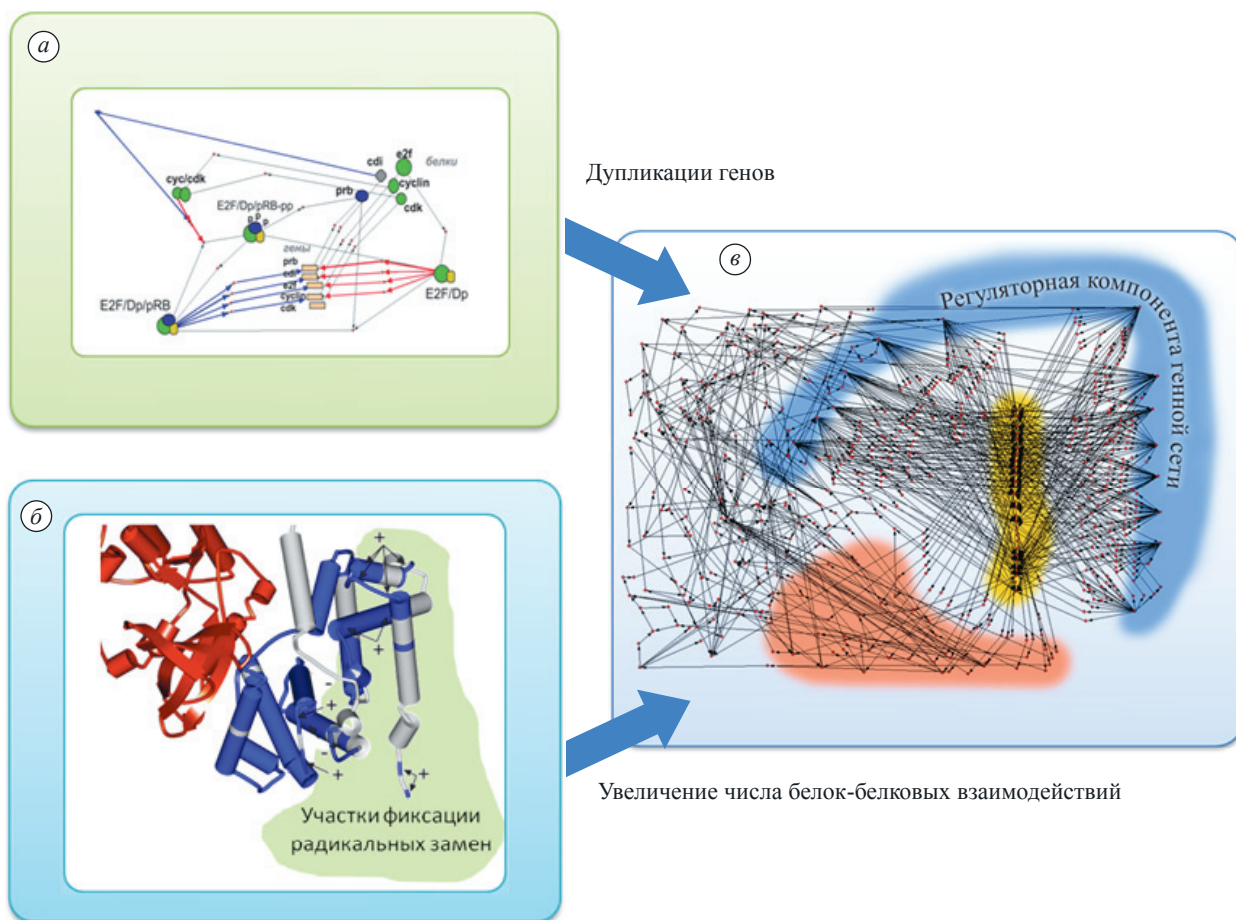 а
cdi
e2f
белки
cyc/cdk
cyclin
prb
cdk
E2F/Dp/pRB-pp
p
p
p
гены
prb
cdi
e2f
cyclin
cdk
E2F/Dp
E2F/Dp/pRB
Дупликации генов
в
Регуляторная компонента генной сети
б
+
+
+
-
+
-
+
+
Участки фиксации
радикальных замен
Увеличение числа белок-белковых взаимодействий